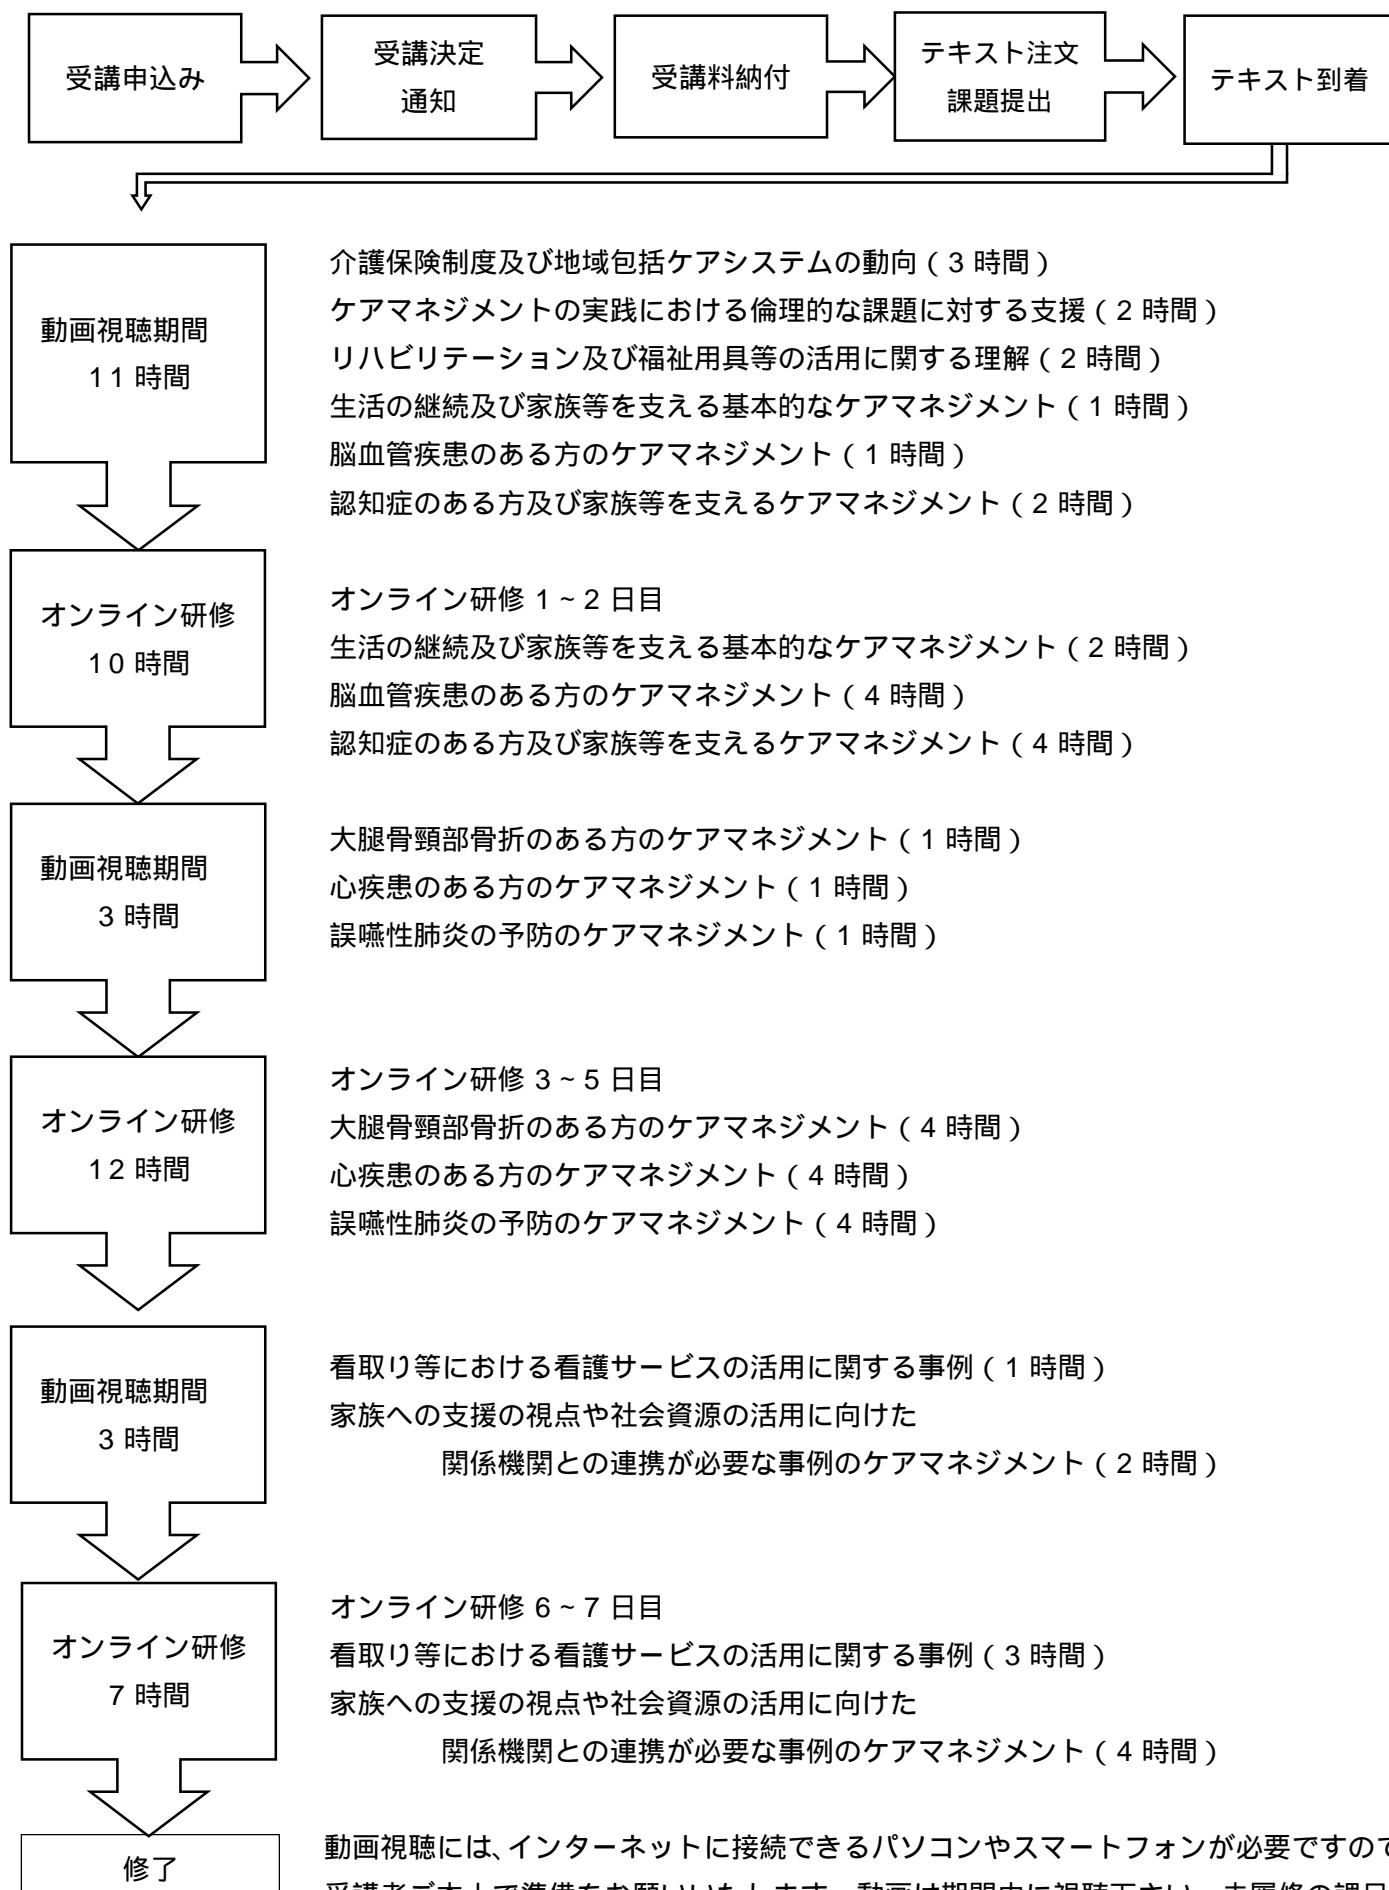 受講申込み
受講決定
通知
受講料納付
テキスト注文
課題提出
テキスト到着
動画視聴期間
11時間
介護保険制度及び地域包括ケアシステムの動向（3時間）
ケアマネジメントの実践における倫理的な課題に対する支援（2時間）
リハビリテーション及び福祉用具等の活用に関する理解（2時間）
生活の継続及び家族等を支える基本的なケアマネジメント（1時間）
脳血管疾患のある方のケアマネジメント（1時間）
認知症のある方及び家族等を支えるケアマネジメント（2時間）
オンライン研修
10時間
オンライン研修 1~2日目
生活の継続及び家族等を支える基本的なケアマネジメント（2時間）
脳血管疾患のある方のケアマネジメント（4時間）
認知症のある方及び家族等を支えるケアマネジメント（4時間）
動画視聴期間
3時間
大腿骨頸部骨折のある方のケアマネジメント（1時間）
心疾患のある方のケアマネジメント（1時間）
誤嚥性肺炎の予防のケアマネジメント（1時間）
オンライン研修
12時間
オンライン研修 3~5日目
大腿骨頸部骨折のある方のケアマネジメント（4時間）
心疾患のある方のケアマネジメント（4時間）
誤嚥性肺炎の予防のケアマネジメント（4時間）
動画視聴期間
3時間
看取り等における看護サービスの活用に関する事例（1時間）
家族への支援の視点や社会資源の活用に向けた
関係機関との連携が必要な事例のケアマネジメント（2時間）
オンライン研修
7時間
オンライン研修 6~7日目
看取り等における看護サービスの活用に関する事例（3時間）
家族への支援の視点や社会資源の活用に向けた
関係機関との連携が必要な事例のケアマネジメント（4時間）
修了
動画視聴には、インターネットに接続できるパソコンやスマートフォンが必要ですので